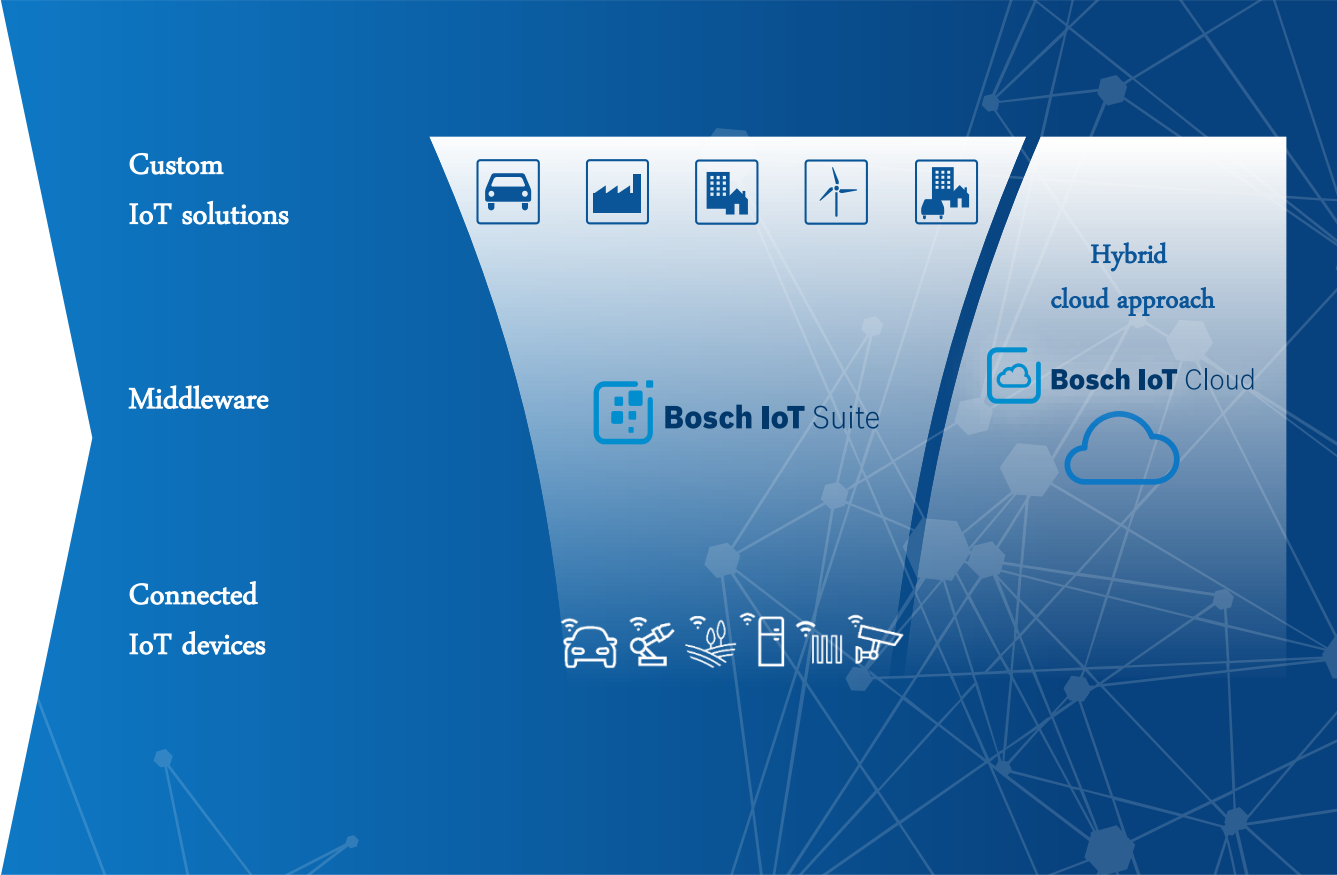 Custom
IoT solutions
Hybrid
cloud approach
Bosch IoT Cloud
Middleware
Bosch IoT Suite
Connected
IoT devices